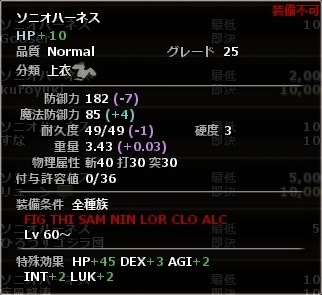 ソニオハーネス
装備不可
HP+10
品質 Normal グレード 25
分類 上衣
防御力 182 (-7)
魔法防御力 85 (+4)
耐久度 49/49 (-1) 硬度 3
重量 3.43 (+0.03)
物理属性 斬40 打30 突30
付与許容値 0/36
装備条件 全種族
FIG THI SAM NIN LOR CLO ALC
Lv 60~
特殊効果 HP+45 DEX+3 AGI+2
INT+2 LUK+2